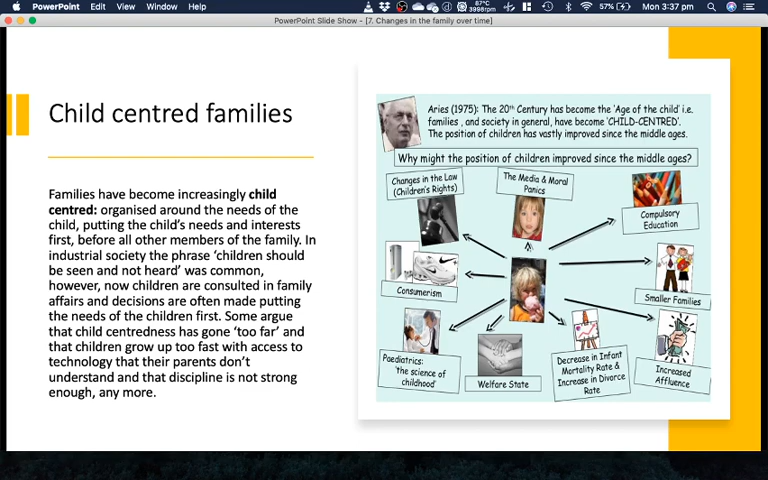 PowerPoint Edit View Window Help
87°C
3998rpm
57%
Mon 3:37 pm
PowerPoint Slide Show - [7. Changes in the family over time]
Child centred families
Families have become increasingly child
centred: organised around the needs of the
child, putting the child's needs and interests
first, before all other members of the family. In
industrial society the phrase 'children should
be seen and not heard' was common,
however, now children are consulted in family
affairs and decisions are often made putting
the needs of the children first. Some argue
that child centredness has gone 'too far' and
that children grow up too fast with access to
technology that their parents don't
understand and that discipline is not strong
enough, any more.
Aries (1975): The 20th Century has become the 'Age of the child' i.e.
families , and society in general, have become 'CHILD-CENTRED'.
The position of children has vastly improved since the middle ages.
Why might the position of children improved since the middle ages?
Changes in the Law
(Children's Rights)
The Media & Moral
Panics
Compulsory
Education
Consumerism
Smaller Families
Paediatrics:
'the science of
childhood'
Welfare State
Decrease in Infant
Mortality Rate &
Increase in Divorce
Rate
Increased
Affluence